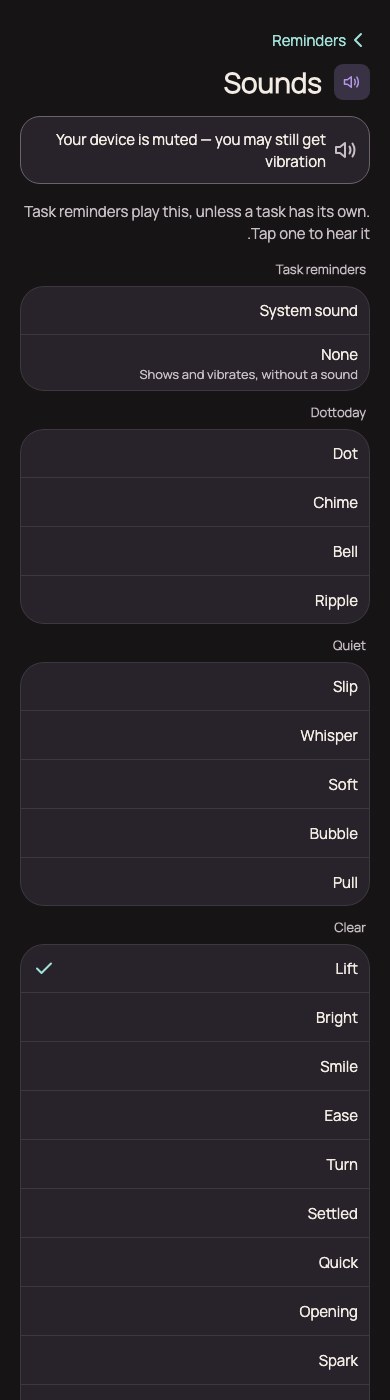 Reminders
Sounds
Your device is muted — you may still get
vibration
Task reminders play this, unless a task has its own.
Tap one to hear it.
Task reminders
System sound
None
Shows and vibrates, without a sound
Dottoday
Dot
Chime
Bell
Ripple
Quiet
Slip
Whisper
Soft
Bubble
Pull
Clear
Lift
Bright
Smile
Ease
Turn
Settled
Quick
Opening
Spark